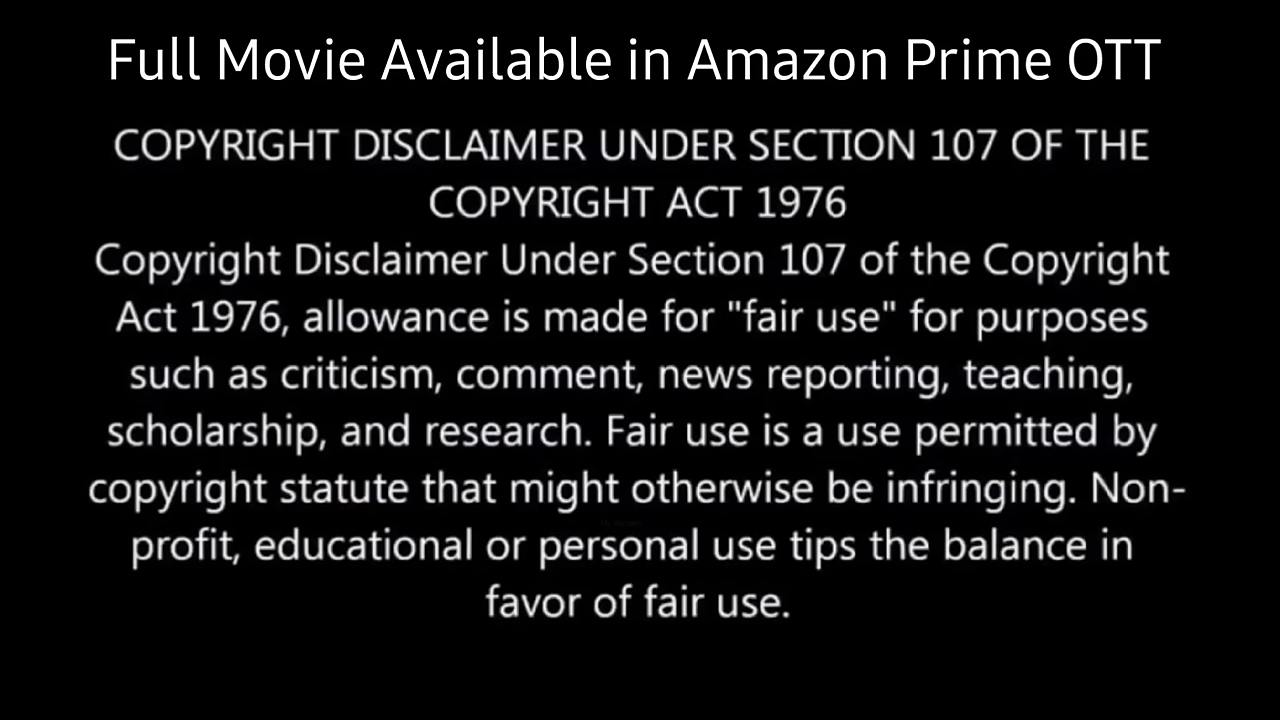 Full Movie Available in Amazon Prime OTT
COPYRIGHT DISCLAIMER UNDER SECTION 107 OF THE
COPYRIGHT ACT 1976
Copyright Disclaimer Under Section 107 of the Copyright
Act 1976, allowance is made for "fair use" for purposes
such as criticism, comment, news reporting, teaching,
scholarship, and research. Fair use is a use permitted by
copyright statute that might otherwise be infringing. Non-
profit, educational or personal use tips the balance in
favor of fair use.